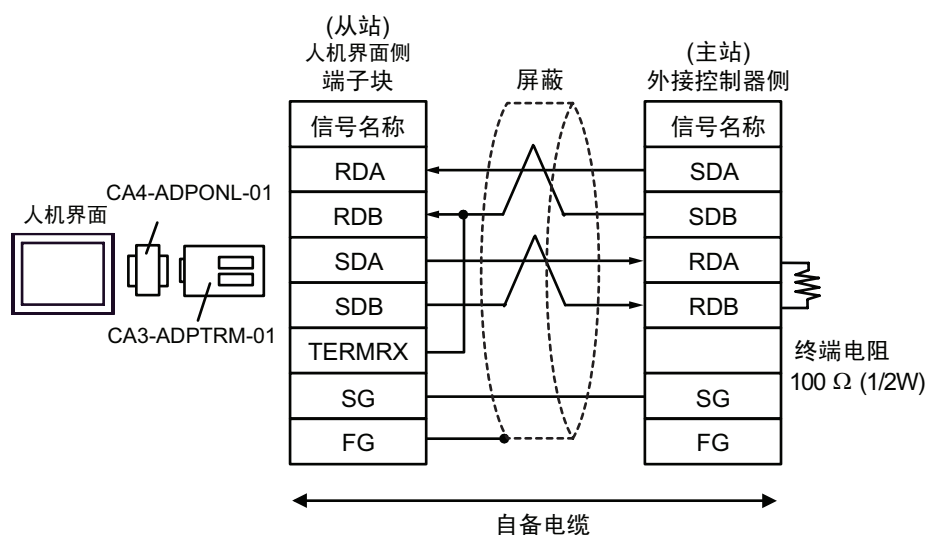 (从站)
人机界面侧
端子块
屏蔽
(主站)
外接控制器侧
信号名称
信号名称
RDA
SDA
CA4-ADPONL-01
人机界面
RDB
SDB
SDA
RDA
SDB
RDB
CA3-ADPTRM-01
TERMRX
终端电阻
100 Ω (1/2W)
SG
SG
FG
FG
自备电缆